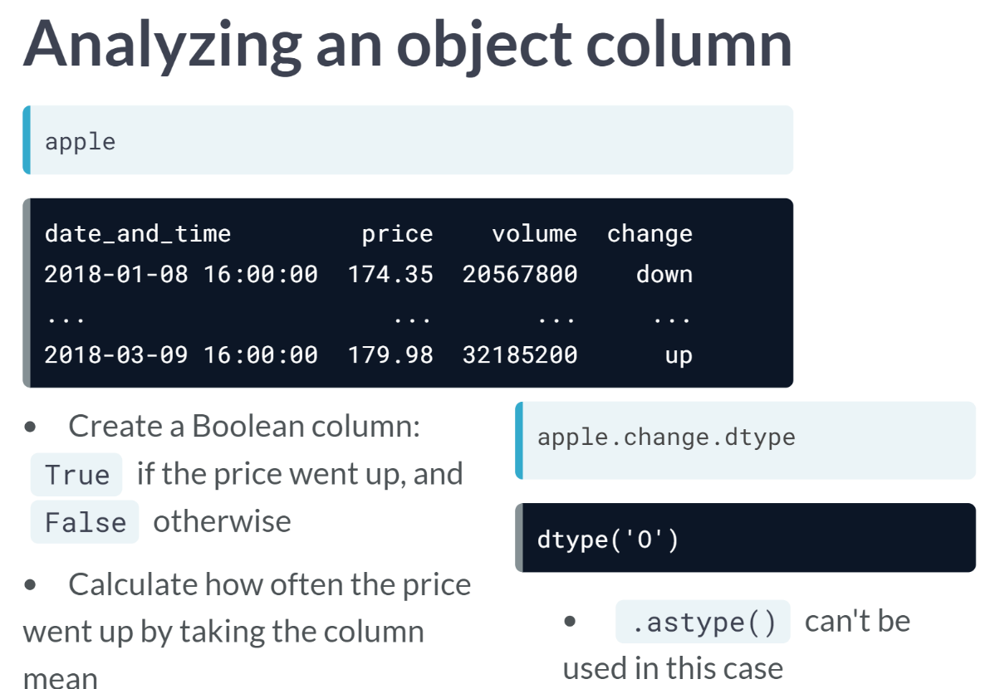 Analyzing an object column
apple
date_and_time price volume change
2018-01-08 16:00:00 174.35 20567800 down
... ... ... ...
2018-03-09 16:00:00 179.98 32185200 up
• Create a Boolean column:
True if the price went up, and
False otherwise
• Calculate how often the price
went up by taking the column
mean
apple.change.dtype
dtype('O')
• .astype() can't be
used in this case